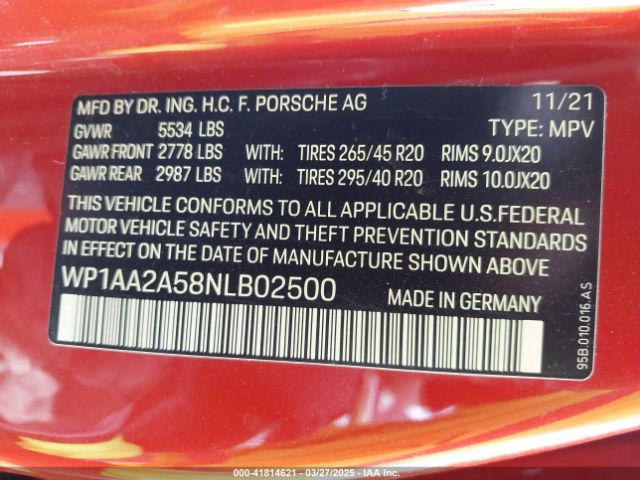 MFD BY DR. ING. H.C. F. PORSCHE AG 11/21
GVWR 5534 LBS TYPE: MPV
GAWR FRONT 2778 LBS WITH: TIRES 265/45 R20 RIMS 9.0JX20
GAWR REAR 2987 LBS WITH: TIRES 295/40 R20 RIMS 10.0JX20
THIS VEHICLE CONFORMS TO ALL APPLICABLE U.S.FEDERAL
MOTOR VEHICLE SAFETY AND THEFT PREVENTION STANDARDS
IN EFFECT ON THE DATE OF MANUFACTURE SHOWN ABOVE.
WP1AA2A58NLB02500 MADE IN GERMANY
95B.010.016.AS
000-41814621 - 03/27/2025 - IAA Inc.